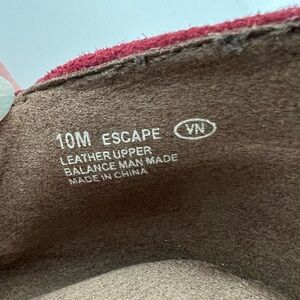 10M ESCAPE VN
LEATHER UPPER
BALANCE MAN MADE
MADE IN CHINA